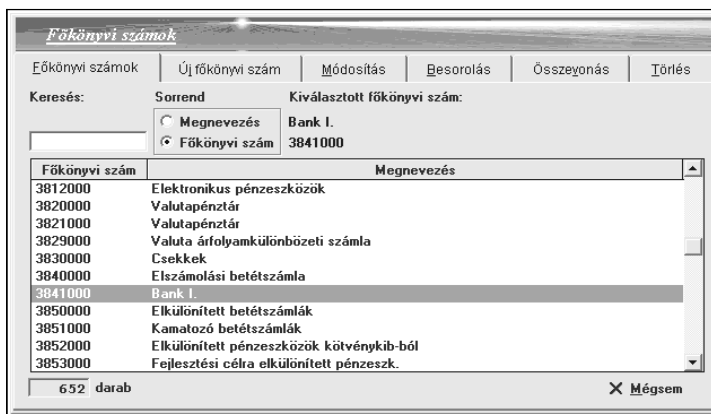 Főkönyvi számok
Főkönyvi számok Új főkönyvi szám Módosítás Besorolás Összevonás Törlés
Keresés: Sorrend Kiválasztott főkönyvi szám:
Megnevezés Bank I.
Főkönyvi szám 3841000
Főkönyvi szám Megnevezés
3812000 Elektronikus pénzeszközök
3820000 Valutapénztár
3821000 Valutapénztár
3829000 Valuta árfolyamkülönbözeti számla
3830000 Csekkek
3840000 Elszámolási betétszámla
3841000 Bank I.
3850000 Elkülönített betétszámlák
3851000 Kamatozó betétszámlák
3852000 Elkülönített pénzeszközök kötvénykib-ból
3853000 Fejlesztési célra elkülönített pénzeszk.
652 darab Mégsem